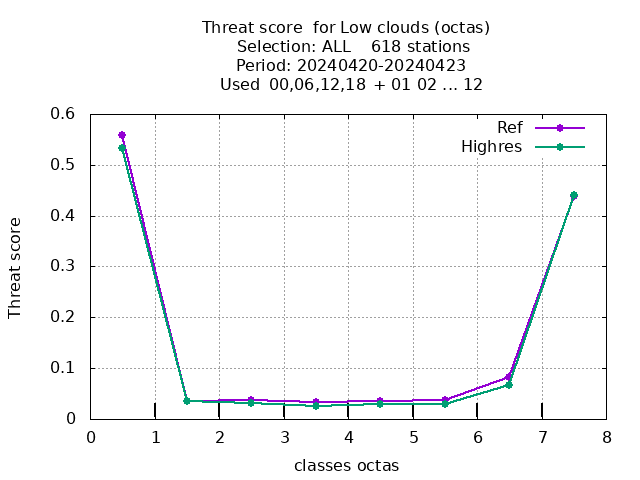 Threat score  for Low clouds (octas)
Selection: ALL    618 stations
Period: 20240420-20240423
Used 00,06,12,18 + 01 02 ... 12
Ref
Highres
0.6
0.5
0.4
0.3
0.2
0.1
0
Threat score
0 1 2 3 4 5 6 7 8
classes octas